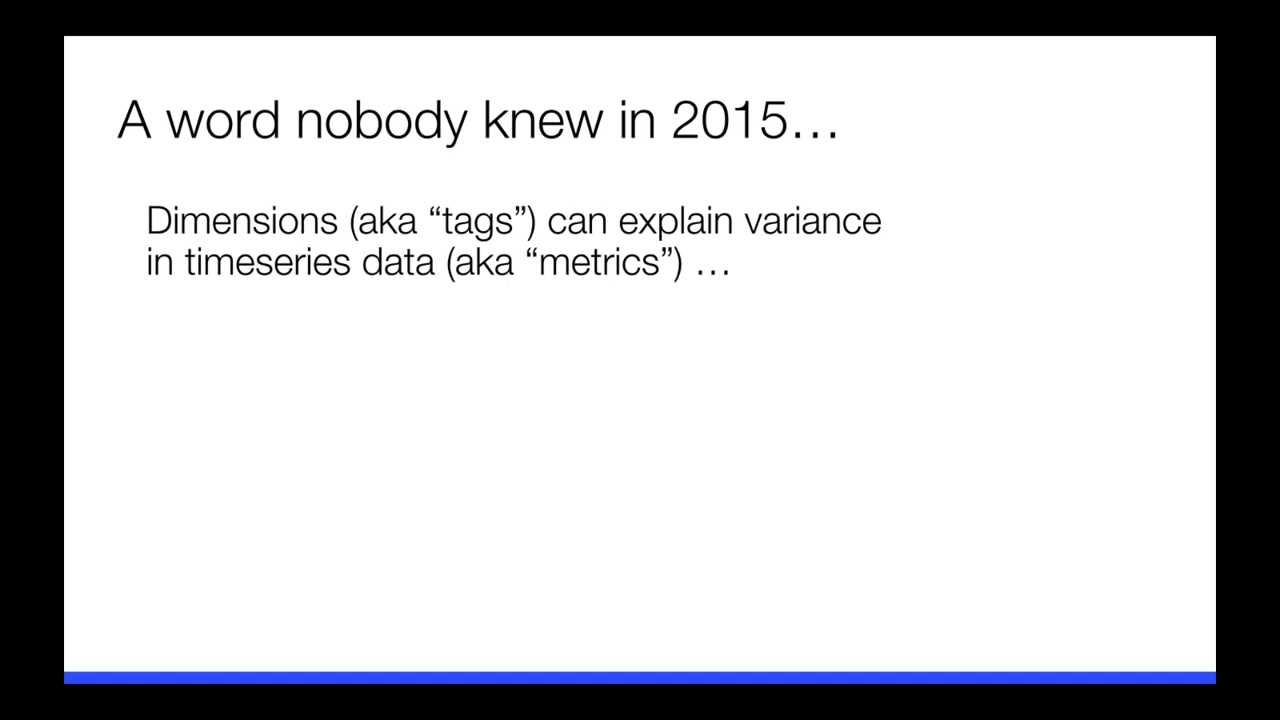 A word nobody knew in 2015…
Dimensions (aka “tags”) can explain variance
in timeseries data (aka “metrics”) …